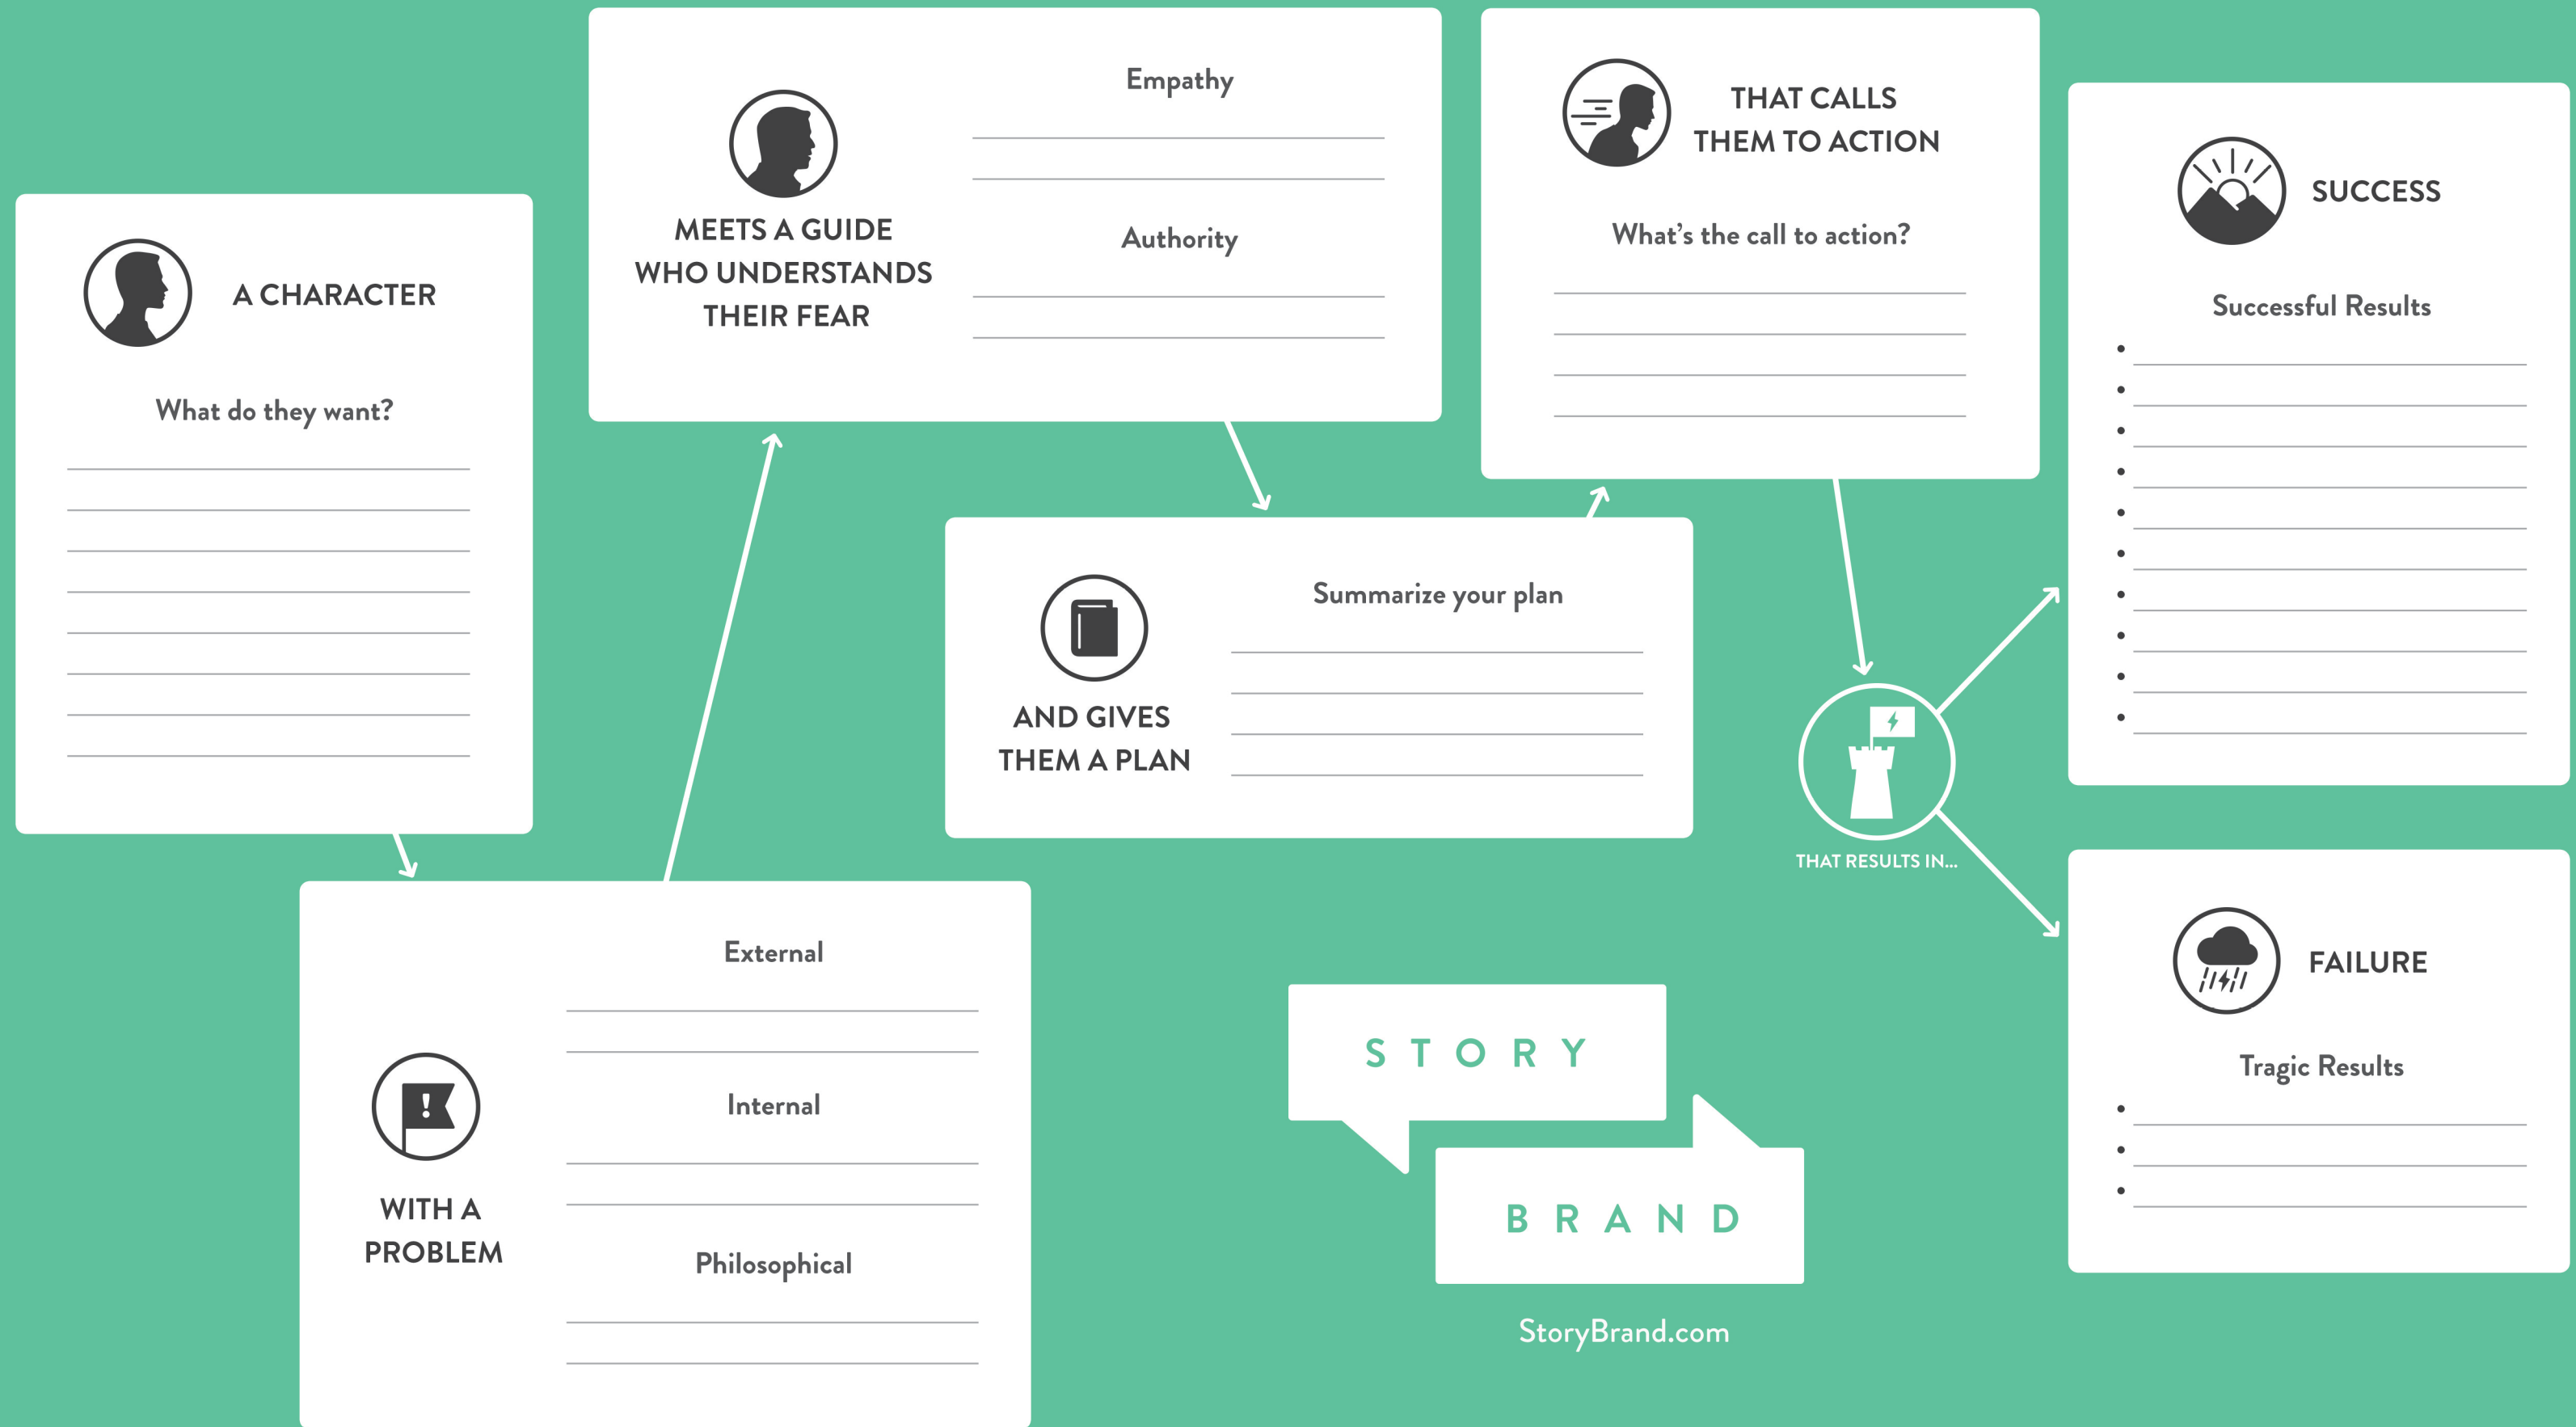 A CHARACTER
What do they want?
WITH A
PROBLEM
External
Internal
Philosophical
MEETS A GUIDE
WHO UNDERSTANDS
THEIR FEAR
Empathy
Authority
AND GIVES
THEM A PLAN
Summarize your plan
THAT CALLS
THEM TO ACTION
What's the call to action?
THAT RESULTS IN...
SUCCESS
Successful Results
FAILURE
Tragic Results
STORY
BRAND
StoryBrand.com